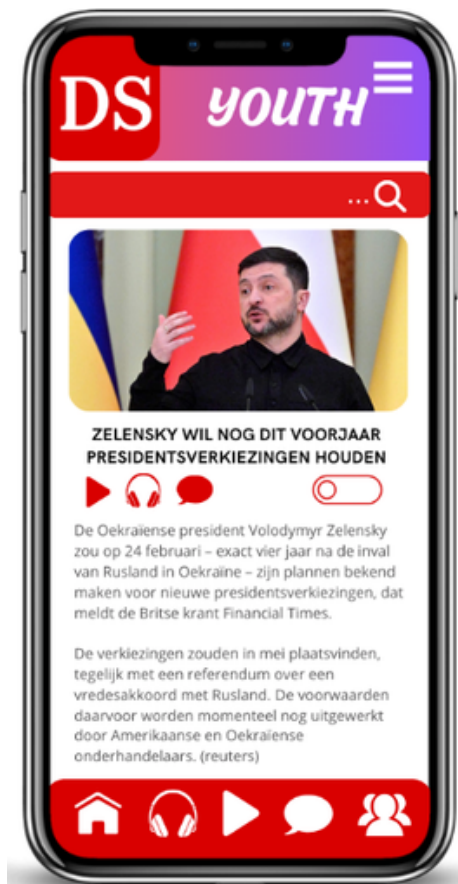 DS YOUTH
...
ZELENSKY WIL NOG DIT VOORJAAR
PRESIDENTSVERKIEZINGEN HOUDEN
De Oekraïense president Volodymyr Zelensky
zou op 24 februari – exact vier jaar na de inval
van Rusland in Oekraïne – zijn plannen bekend
maken voor nieuwe presidentsverkiezingen, dat
meldt de Britse krant Financial Times.
De verkiezingen zouden in mei plaatsvinden,
tegelijk met een referendum over een
vredesakkoord met Rusland. De voorwaarden
daarvoor worden momenteel nog uitgewerkt
door Amerikaanse en Oekraïense
onderhandelaars. (reuters)